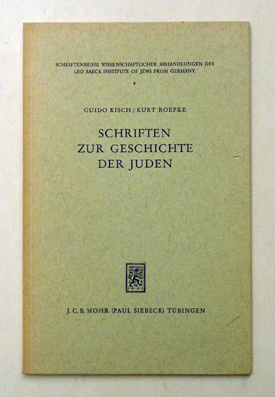 SCHRIFTENREIHE WISSENSCHAFTLICHER ABHANDLUNGEN DES
LEO BAECK INSTITUTE OF JEWS FROM GERMANY
4
GUIDO KISCH / KURT ROEPKE
SCHRIFTEN
ZUR GESCHICHTE
DER JUDEN
J. C. B. MOHR (PAUL SIEBECK) TÜBINGEN